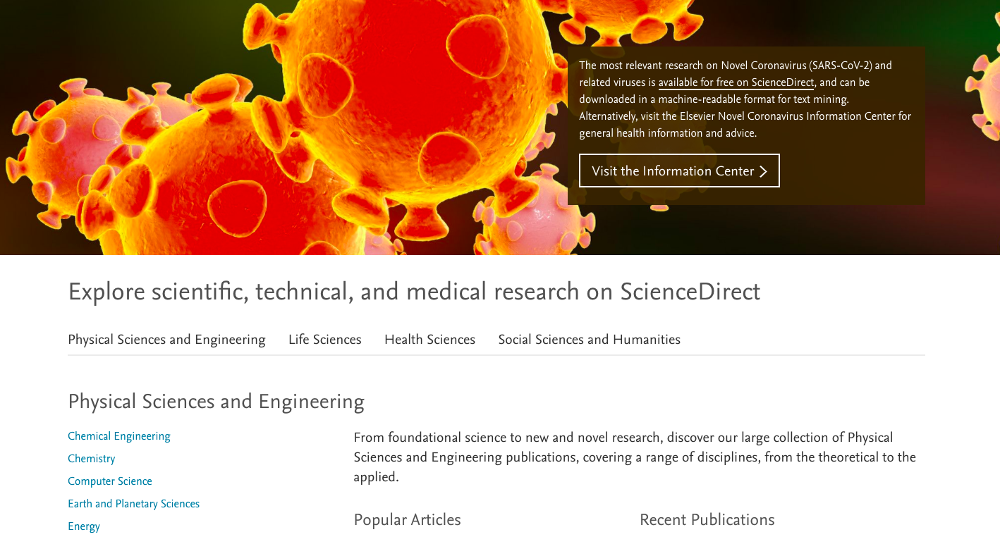 The most relevant research on Novel Coronavirus (SARS-CoV-2) and
related viruses is available for free on ScienceDirect, and can be
downloaded in a machine-readable format for text mining.
Alternatively, visit the Elsevier Novel Coronavirus Information Center for
general health information and advice.
Visit the Information Center
Explore scientific, technical, and medical research on ScienceDirect
Physical Sciences and Engineering Life Sciences Health Sciences Social Sciences and Humanities
Physical Sciences and Engineering
Chemical Engineering
Chemistry
Computer Science
Earth and Planetary Sciences
Energy
From foundational science to new and novel research, discover our large collection of Physical
Sciences and Engineering publications, covering a range of disciplines, from the theoretical to the
applied.
Popular Articles
Recent Publications